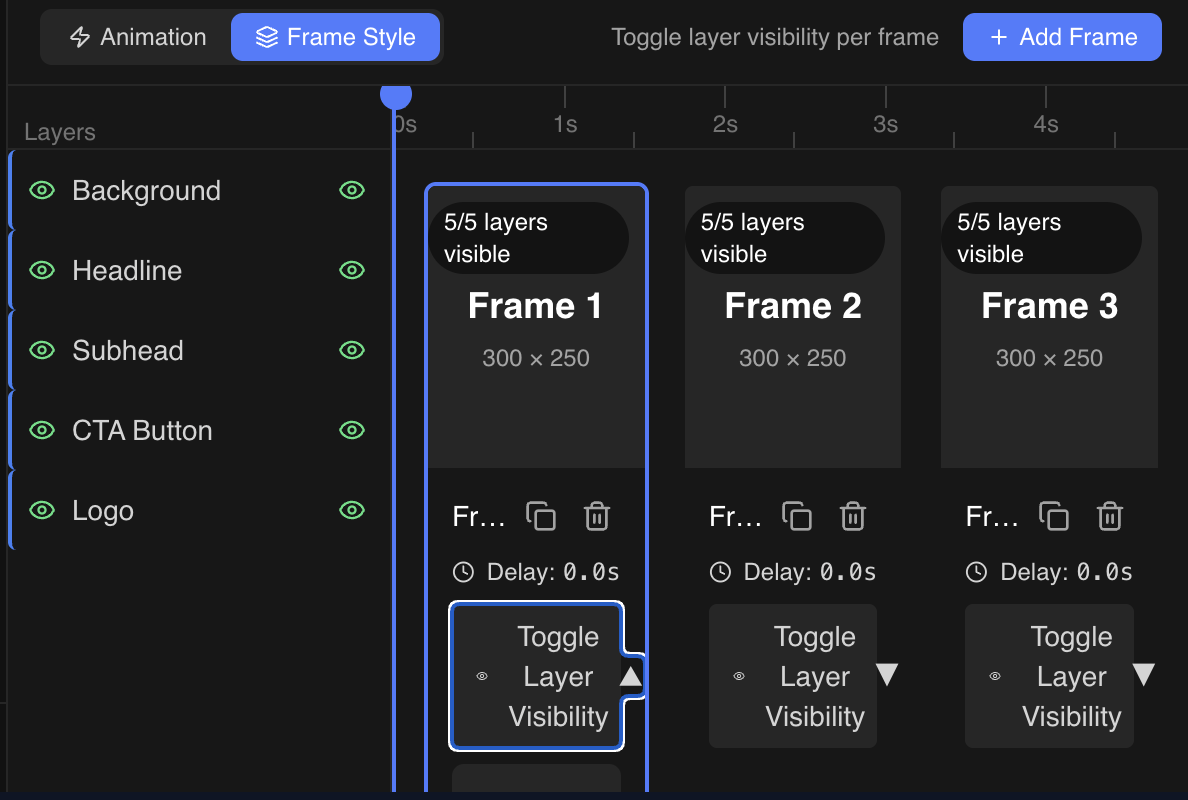 Animation
Frame Style
Toggle layer visibility per frame
+ Add Frame
Layers
0s
1s
2s
3s
4s
Background
Headline
Subhead
CTA Button
Logo
5/5 layers
visible
Frame 1
300 × 250
Fr...
Delay: 0.0s
Toggle
Layer
Visibility
▲
5/5 layers
visible
Frame 2
300 × 250
Fr...
Delay: 0.0s
Toggle
Layer
Visibility
▼
5/5 layers
visible
Frame 3
300 × 250
Fr...
Delay: 0.0s
Toggle
Layer
Visibility
▼